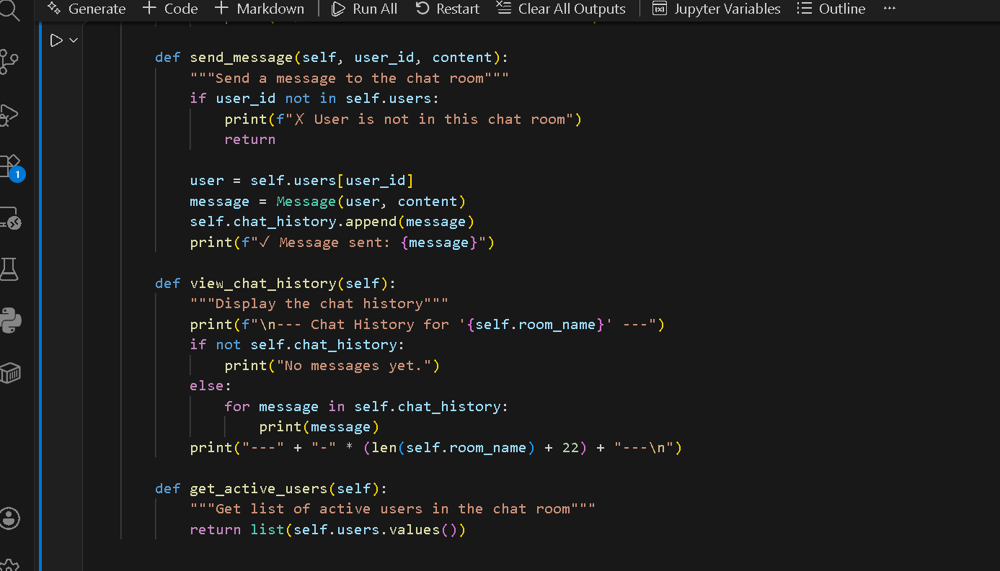 Generate + Code + Markdown Run All Restart Clear All Outputs Jupyter Variables Outline ...
def send_message(self, user_id, content):
"""Send a message to the chat room"""
if user_id not in self.users:
print(f"✗ User is not in this chat room")
return
user = self.users[user_id]
message = Message(user, content)
self.chat_history.append(message)
print(f"✓ Message sent: {message}")
def view_chat_history(self):
"""Display the chat history"""
print(f"\n--- Chat History for '{self.room_name}' ---")
if not self.chat_history:
print("No messages yet.")
else:
for message in self.chat_history:
print(message)
print("---" + "-" * (len(self.room_name) + 22) + "---\n")
def get_active_users(self):
"""Get list of active users in the chat room"""
return list(self.users.values())
1